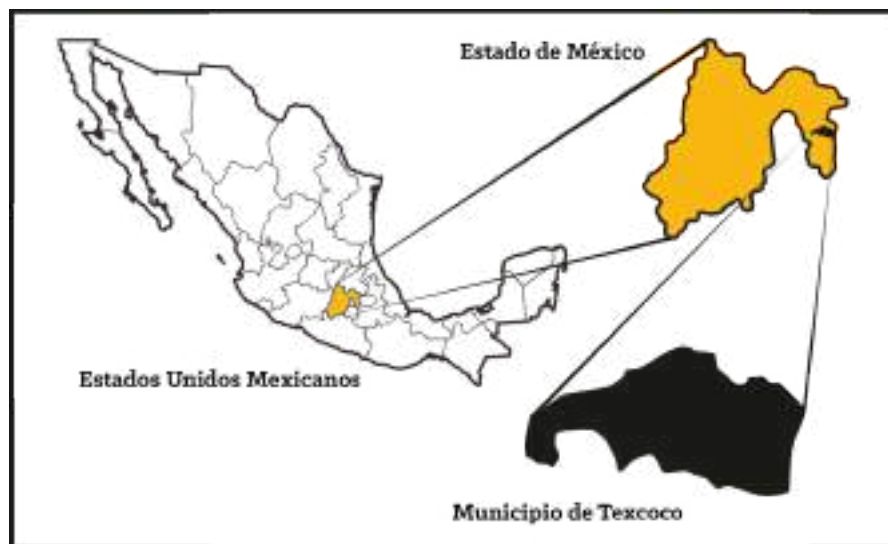 Estado de México
Estados Unidos Mexicanos
Municipio de Texcoco